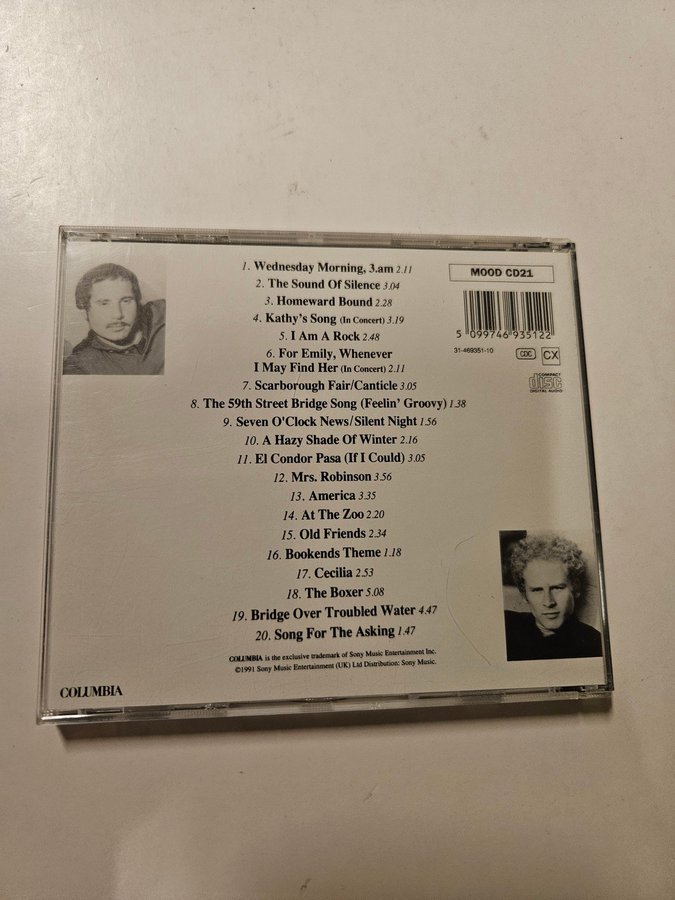 1. Wednesday Morning, 3.am 2.11
2. The Sound Of Silence 3.04
3. Homeward Bound 2.28
4. Kathy's Song (In Concert) 3.19
5. I Am A Rock 2.48
6. For Emily, Whenever
I May Find Her (In Concert) 2.11
7. Scarborough Fair/Canticle 3.05
8. The 59th Street Bridge Song (Feelin' Groovy) 1.38
9. Seven O'Clock News/Silent Night 1.56
10. A Hazy Shade Of Winter 2.16
11. El Condor Pasa (If I Could) 3.05
12. Mrs. Robinson 3.56
13. America 3.35
14. At The Zoo 2.20
15. Old Friends 2.34
16. Bookends Theme 1.18
17. Cecilia 2.53
18. The Boxer 5.08
19. Bridge Over Troubled Water 4.47
20. Song For The Asking 1.47
COLUMBIA is the exclusive trademark of Sony Music Entertainment Inc.
©1991 Sony Music Entertainment (UK) Ltd Distribution: Sony Music.
COLUMBIA
MOOD CD21
5 099746 935122
31-469351-10
CDC
CX
COMPACT
disc
DIGITAL AUDIO